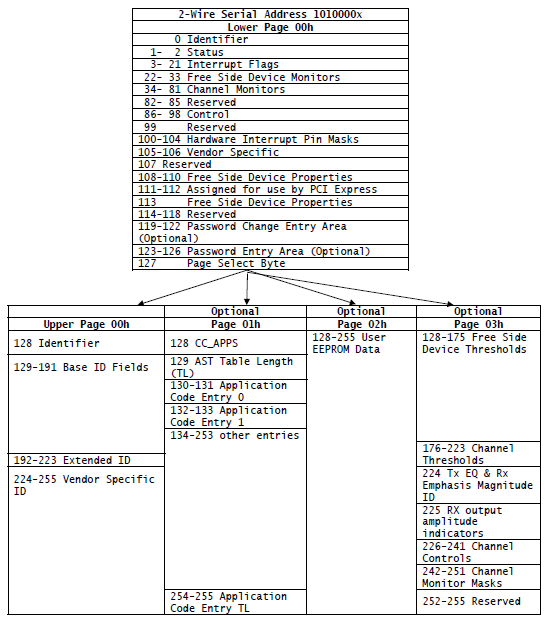 2-Wire Serial Address 1010000x
Lower Page 00h
0 Identifier
1- 2 Status
3- 21 Interrupt Flags
22- 33 Free Side Device Monitors
34- 81 Channel Monitors
82- 85 Reserved
86- 98 Control
99 Reserved
100-104 Hardware Interrupt Pin Masks
105-106 Vendor Specific
107 Reserved
108-110 Free Side Device Properties
111-112 Assigned for use by PCI Express
113 Free Side Device Properties
114-118 Reserved
119-122 Password Change Entry Area
(Optional)
123-126 Password Entry Area (Optional)
127 Page Select Byte
Upper Page 00h
128 Identifier
129-191 Base ID Fields
192-223 Extended ID
224-255 Vendor Specific
ID
Optional
Page 01h
128 CC_APPS
129 AST Table Length
(TL)
130-131 Application
Code Entry 0
132-133 Application
Code Entry 1
134-253 other entries
254-255 Application
Code Entry TL
Optional
Page 02h
128-255 User
EEPROM Data
Optional
Page 03h
128-175 Free Side
Device Thresholds
176-223 Channel
Thresholds
224 Tx EQ & Rx
Emphasis Magnitude
ID
225 RX output
amplitude
indicators
226-241 Channel
Controls
242-251 Channel
Monitor Masks
252-255 Reserved